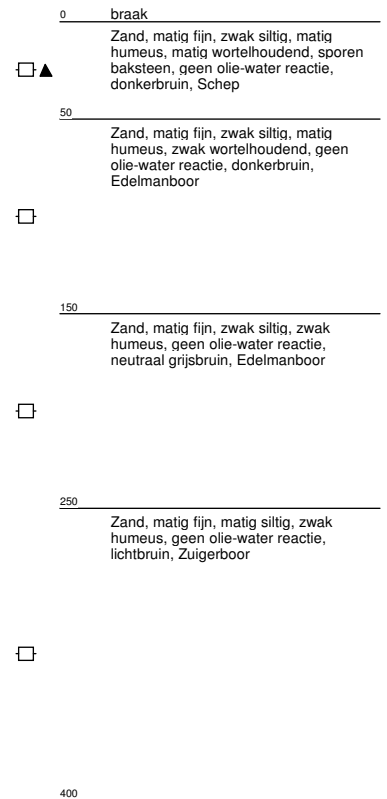 0 braak
Zand, matig fijn, zwak siltig, matig
humeus, matig wortelhoudend, sporen
baksteen, geen olie-water reactie,
donkerbruin, Schep
50
Zand, matig fijn, zwak siltig, matig
humeus, zwak wortelhoudend, geen
olie-water reactie, donkerbruin,
Edelmanboor
150
Zand, matig fijn, zwak siltig, zwak
humeus, geen olie-water reactie,
neutraal grijsbruin, Edelmanboor
250
Zand, matig fijn, matig siltig, zwak
humeus, geen olie-water reactie,
lichtbruin, Zuigerboor
400